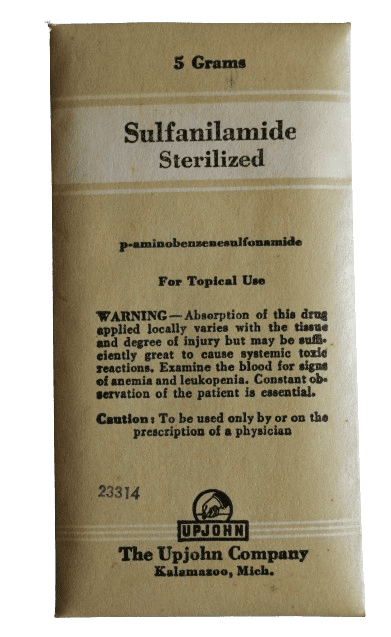 5 Grams
Sulfanilamide
Sterilized
p-aminobenzenesulfonamide
For Topical Use
WARNING—Absorption of this drug
applied locally varies with the tissue
and degree of injury but may be suffi-
ciently great to cause systemic toxic
reactions. Examine the blood for signs
of anemia and leukopenia. Constant ob-
servation of the patient is essential.
Caution: To be used only by or on the
prescription of a physician
23314
UPJOHN
The Upjohn Company
Kalamazoo, Mich.